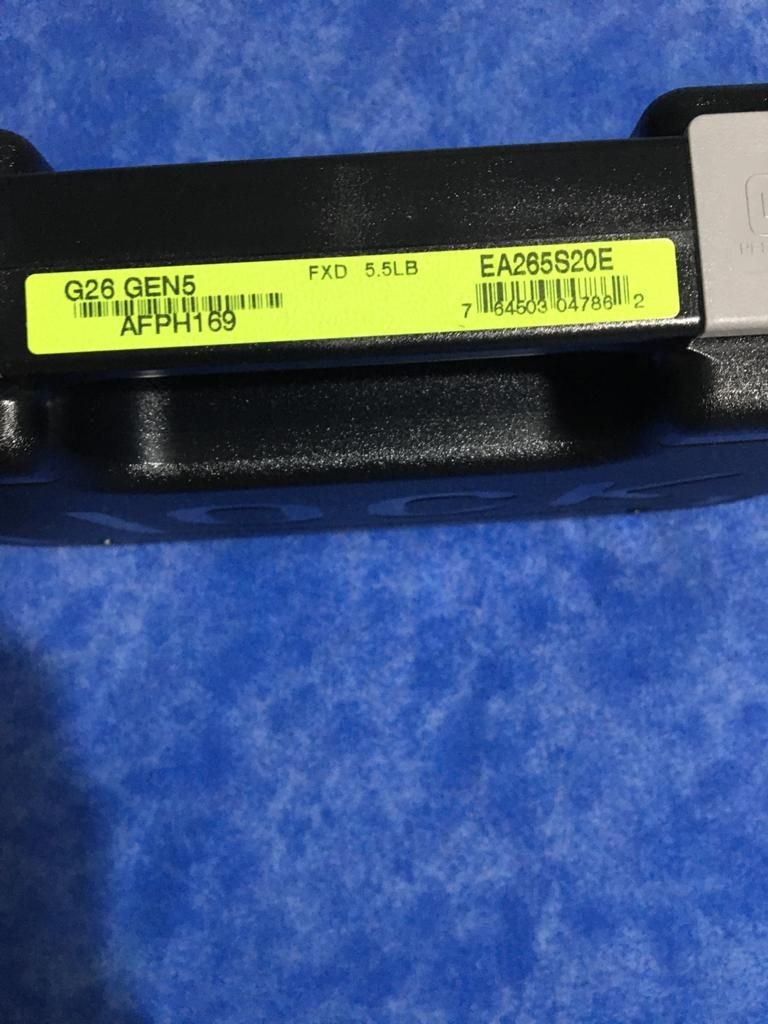 G26 GEN5
AFPH169
FXD 5.5LB
EA265S20E
7 64503 04786 2